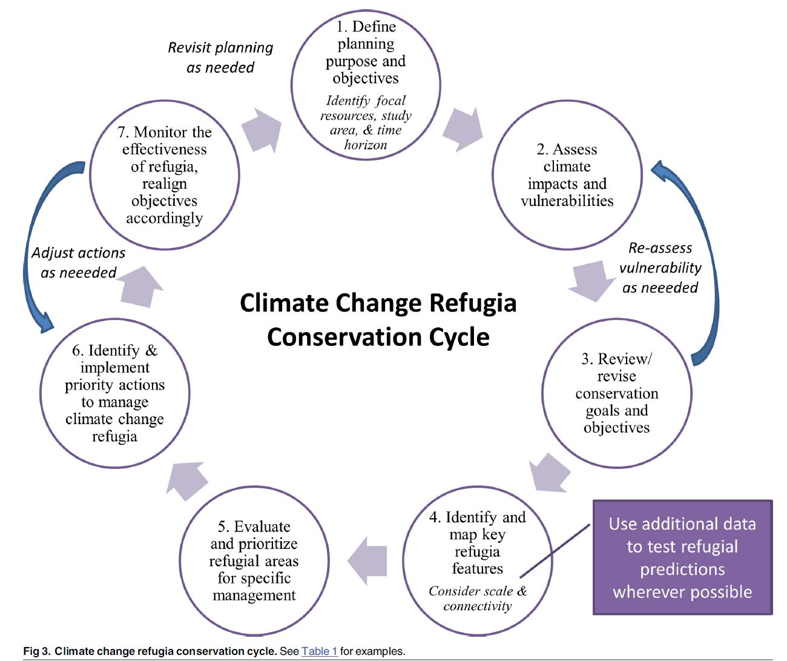 Revisit planning
as needed
1. Define
planning
purpose and
objectives
Identify focal
resources, study
area, & time
horizon
2. Assess
climate
impacts and
vulnerabilities
Re-assess
vulnerability
as neeeded
3. Review/
revise
conservation
goals and
objectives
4. Identify and
map key
refugia
features
Consider scale &
connectivity
Use additional data
to test refugial
predictions
wherever possible
5. Evaluate
and prioritize
refugial areas
for specific
management
6. Identify &
implement
priority actions
to manage
climate change
refugia
Adjust actions
as neeeded
7. Monitor the
effectiveness
of refugia,
realign
objectives
accordingly
Climate Change Refugia
Conservation Cycle
Fig 3. Climate change refugia conservation cycle. See Table 1 for examples.